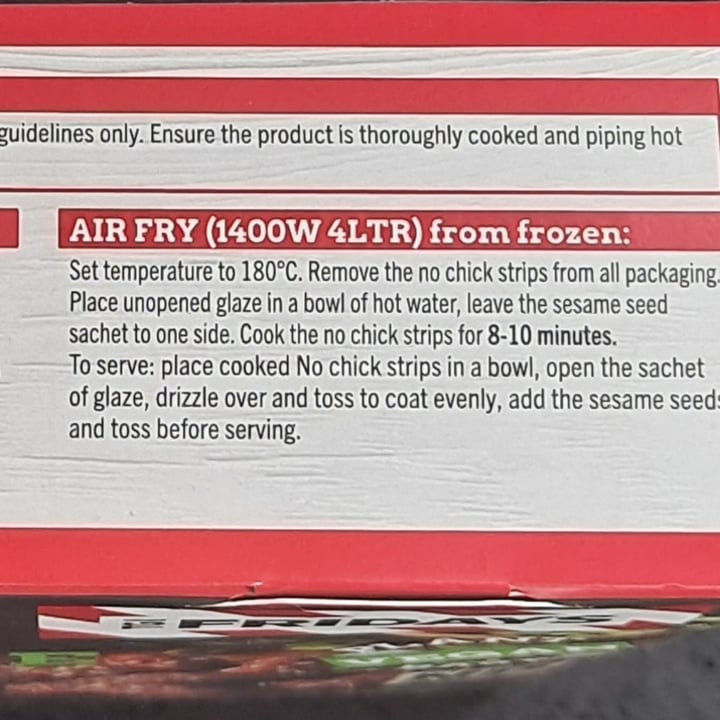 guidelines only. Ensure the product is thoroughly cooked and piping hot
AIR FRY (1400W 4LTR) from frozen:
Set temperature to 180°C. Remove the no chick strips from all packaging.
Place unopened glaze in a bowl of hot water, leave the sesame seed
sachet to one side. Cook the no chick strips for 8-10 minutes.
To serve: place cooked No chick strips in a bowl, open the sachet
of glaze, drizzle over and toss to coat evenly, add the sesame seeds
and toss before serving.
FRIDAYS